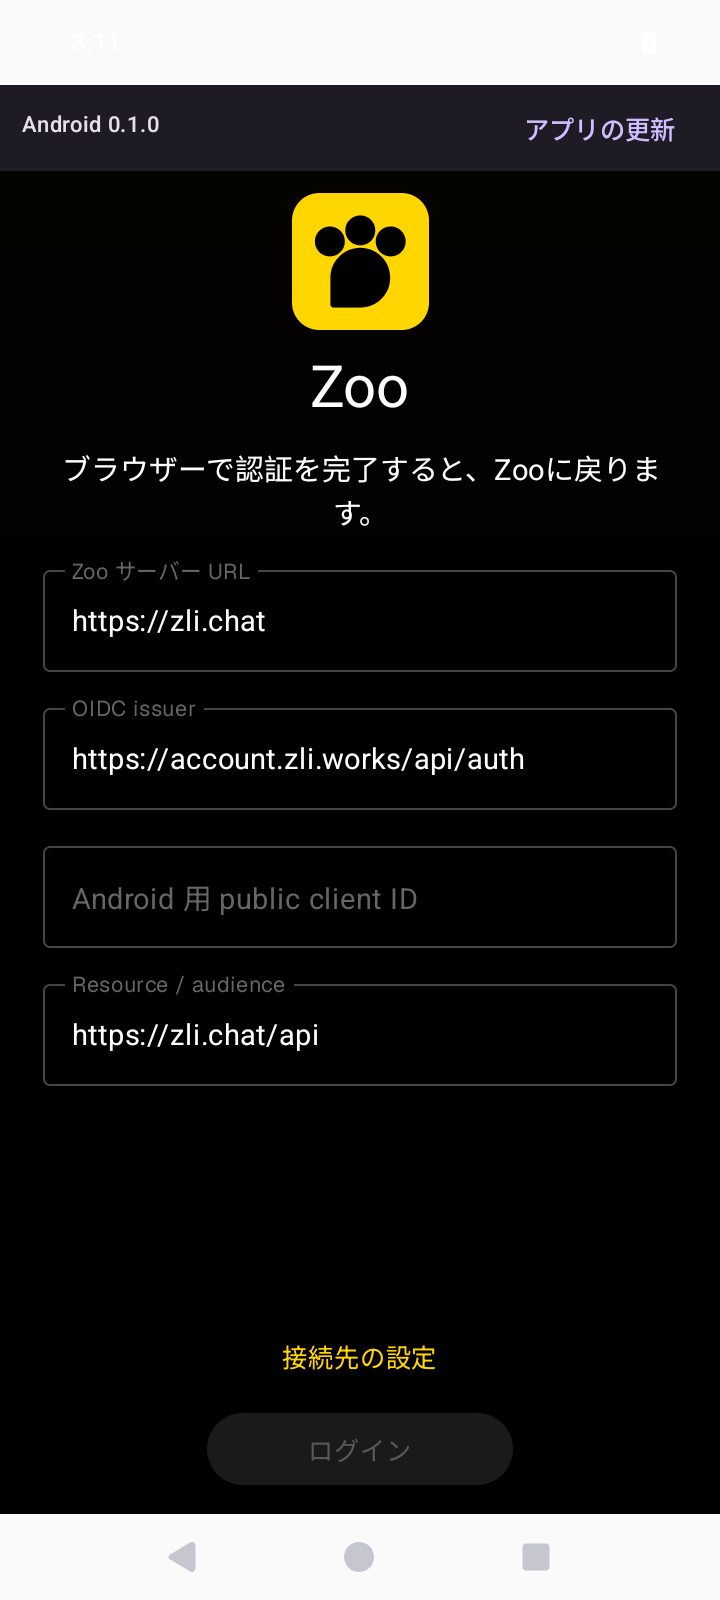 3:11
Android 0.1.0
アプリの更新
Zoo
ブラウザーで認証を完了すると、Zooに戻りま
す。
Zoo サーバー URL
https://zli.chat
OIDC issuer
https://account.zli.works/api/auth
Android 用 public client ID
Resource / audience
https://zli.chat/api
接続先の設定
ログイン